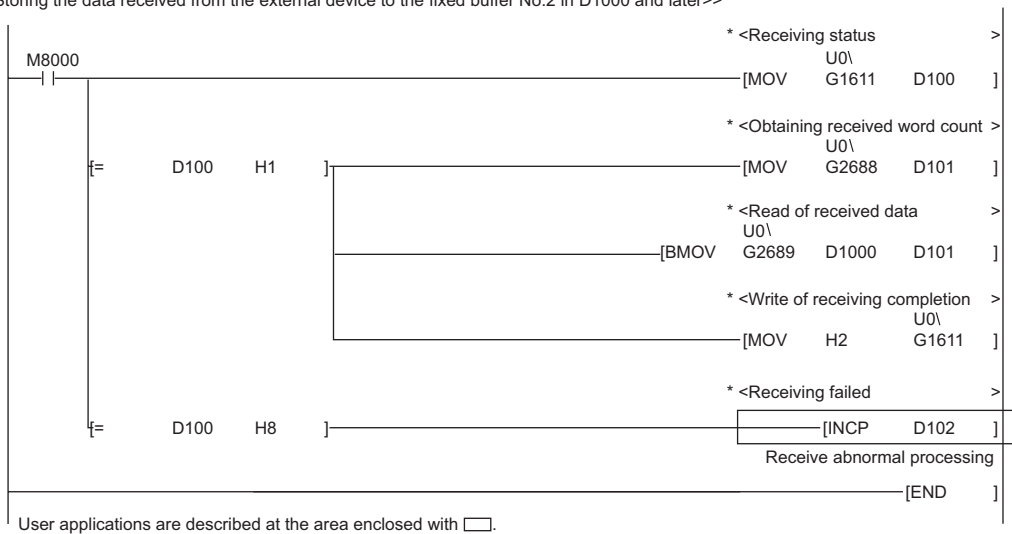 Storing the data received from the external device to the fixed buffer No.2 in D1000 and later>>
* <Receiving status >
M8000
U0\
[MOV G1611 D100 ]
* <Obtaining received word count >
U0\
[= D100 H1 ] [MOV G2688 D101 ]
* <Read of received data >
U0\
[BMOV G2689 D1000 D101 ]
* <Write of receiving completion >
U0\
[MOV H2 G1611 ]
* <Receiving failed >
[= D100 H8 ] [INCP D102 ]
Receive abnormal processing
[END ]
User applications are described at the area enclosed with .